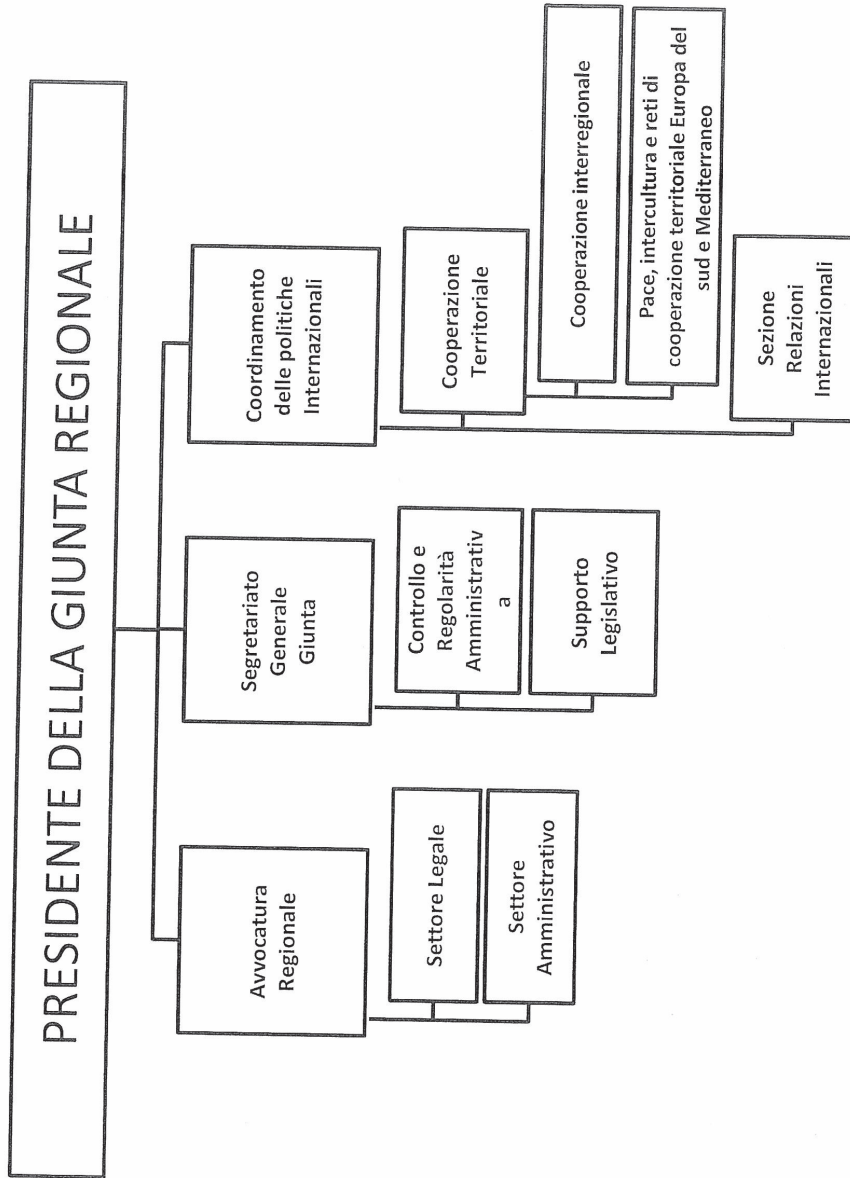 PRESIDENTE DELLA GIUNTA REGIONALE
Avvocatura
Regionale
Settore Legale
Settore
Amministrativo
Segretariato
Generale
Giunta
Controllo e
Regolarità
Amministrativ
a
Supporto
Legislativo
Coordinamento
delle politiche
Internazionali
Cooperazione
Territoriale
Cooperazione interregionale
Pace, intercultura e reti di
cooperazione territoriale Europa del
sud e Mediterraneo
Sezione
Relazioni
Internazionali